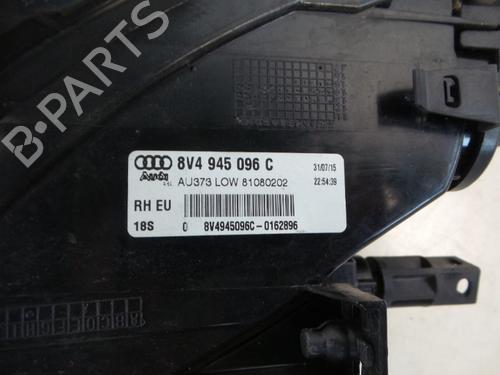 B-PARTS
8V4 945 096 C
31/07/15
Audi
AU373 LOW 81080202
22:54:39
RH EU
18S
0
8V4945096C-0162896